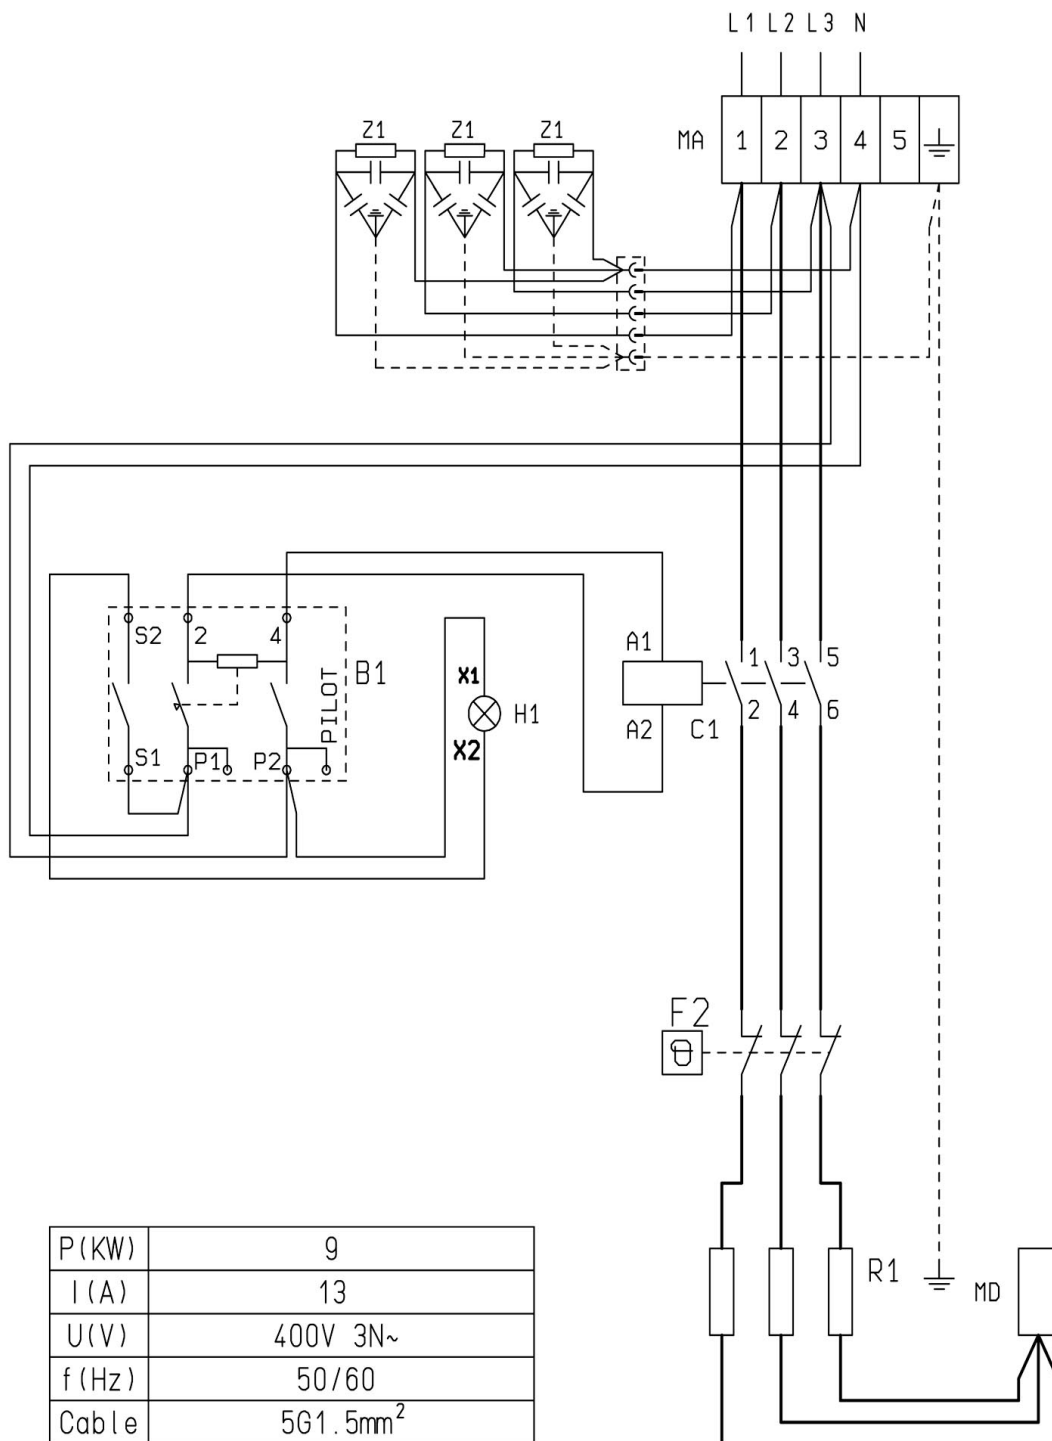 L1 L2 L3 N
MA 1 2 3 4 5
Z1 Z1 Z1
S2 2 4
B1
PILOT
S1 P1 P2
X1
H1
X2
A1
A2 C1
1 3 5
2 4 6
F2
θ
R1
MD
P(KW) 9
I(A) 13
U(V) 400V 3N~
f(Hz) 50/60
Cable 5G1.5mm²